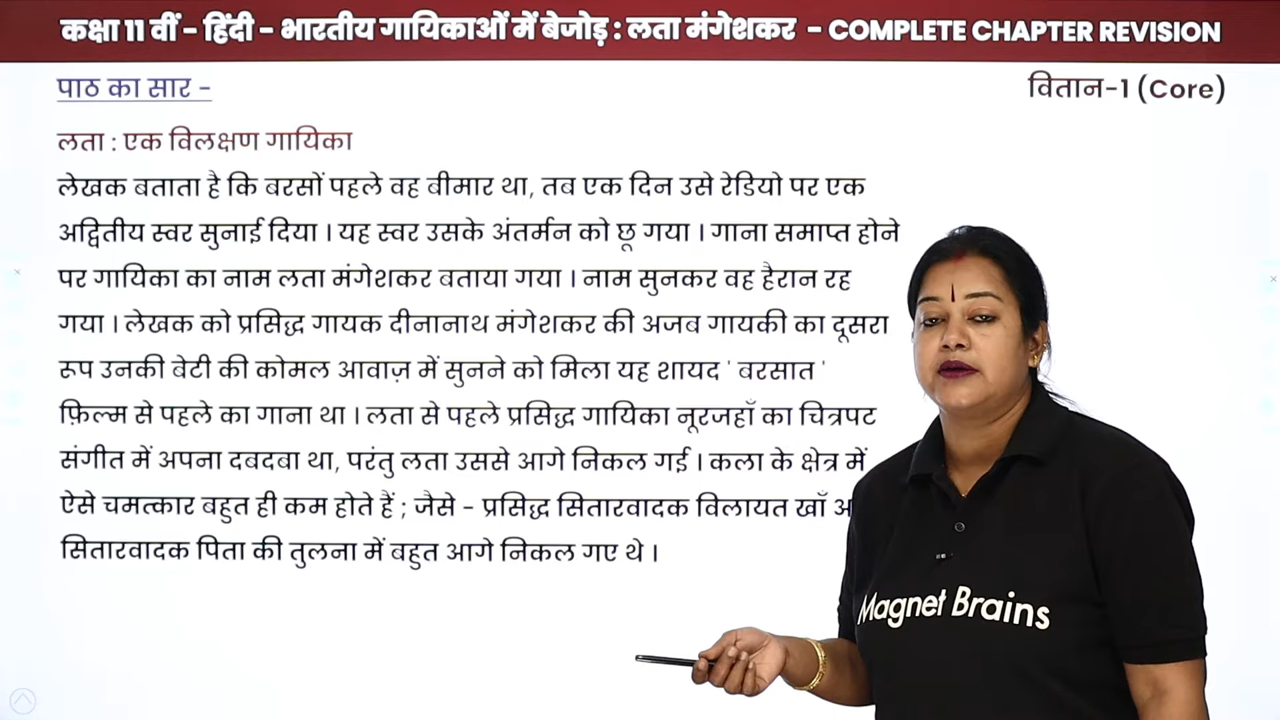 कक्षा 11 वीं - हिंदी - भारतीय गायिकाओं में बेजोड़ : लता मंगेशकर - COMPLETE CHAPTER REVISION
पाठ का सार -
वितान-1 (Core)
लता : एक विलक्षण गायिका
लेखक बताता है कि बरसों पहले वह बीमार था, तब एक दिन उसे रेडियो पर एक
अद्वितीय स्वर सुनाई दिया । यह स्वर उसके अंतर्मन को छू गया । गाना समाप्त होने
पर गायिका का नाम लता मंगेशकर बताया गया । नाम सुनकर वह हैरान रह
गया । लेखक को प्रसिद्ध गायक दीनानाथ मंगेशकर की अजब गायकी का दूसरा
रूप उनकी बेटी की कोमल आवाज़ में सुनने को मिला यह शायद ' बरसात '
फ़िल्म से पहले का गाना था । लता से पहले प्रसिद्ध गायिका नूरजहाँ का चित्रपट
संगीत में अपना दबदबा था, परंतु लता उससे आगे निकल गई । कला के क्षेत्र में
ऐसे चमत्कार बहुत ही कम होते हैं ; जैसे - प्रसिद्ध सितारवादक विलायत खाँ
सितारवादक पिता की तुलना में बहुत आगे निकल गए थे ।
Magnet Brains